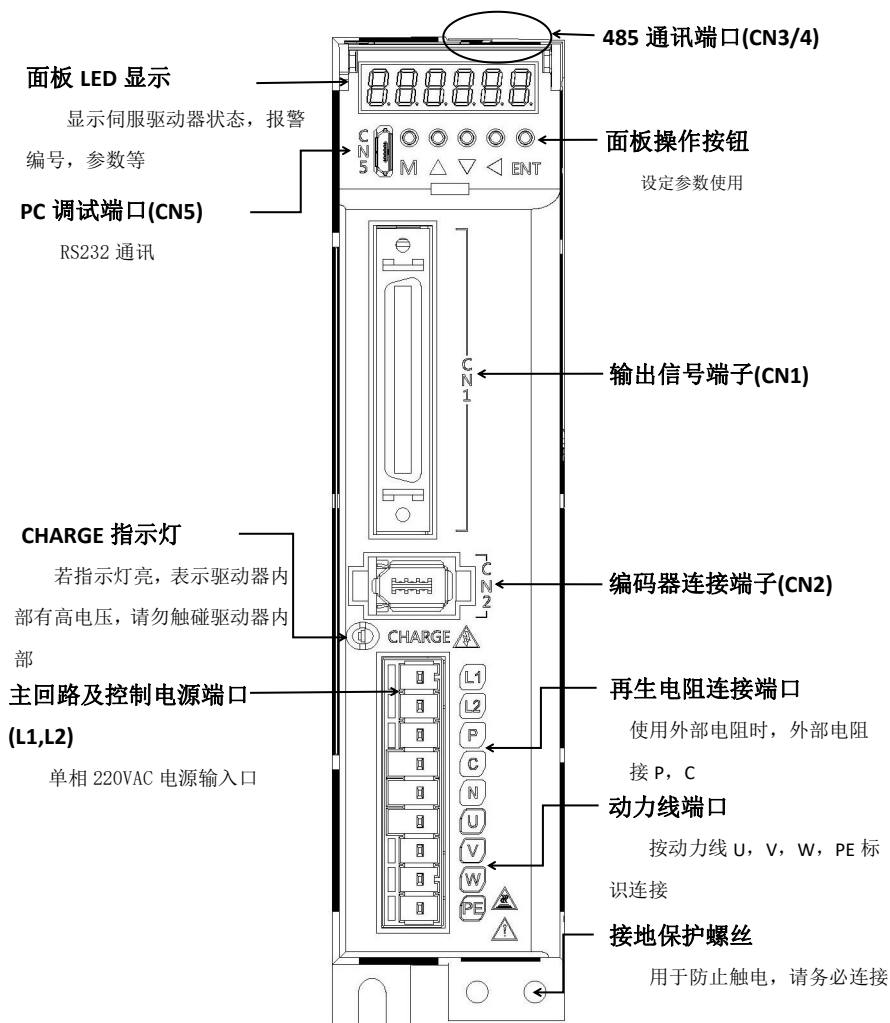 485 通讯端口(CN3/4)
面板 LED 显示
显示伺服驱动器状态，报警
编号，参数等
PC 调试端口(CN5)
RS232 通讯
CN5
M
ENT
面板操作按钮
设定参数使用
CN1
输出信号端子(CN1)
CHARGE 指示灯
若指示灯亮，表示驱动器内
部有高电压，请勿触碰驱动器内
部
CN2
编码器连接端子(CN2)
CHARGE
主回路及控制电源端口
(L1,L2)
单相 220VAC 电源输入口
L1
L2
P
C
N
U
V
W
PE
再生电阻连接端口
使用外部电阻时，外部电阻
接 P，C
动力线端口
按动力线 U，V，W，PE 标
识连接
接地保护螺丝
用于防止触电，请务必连接